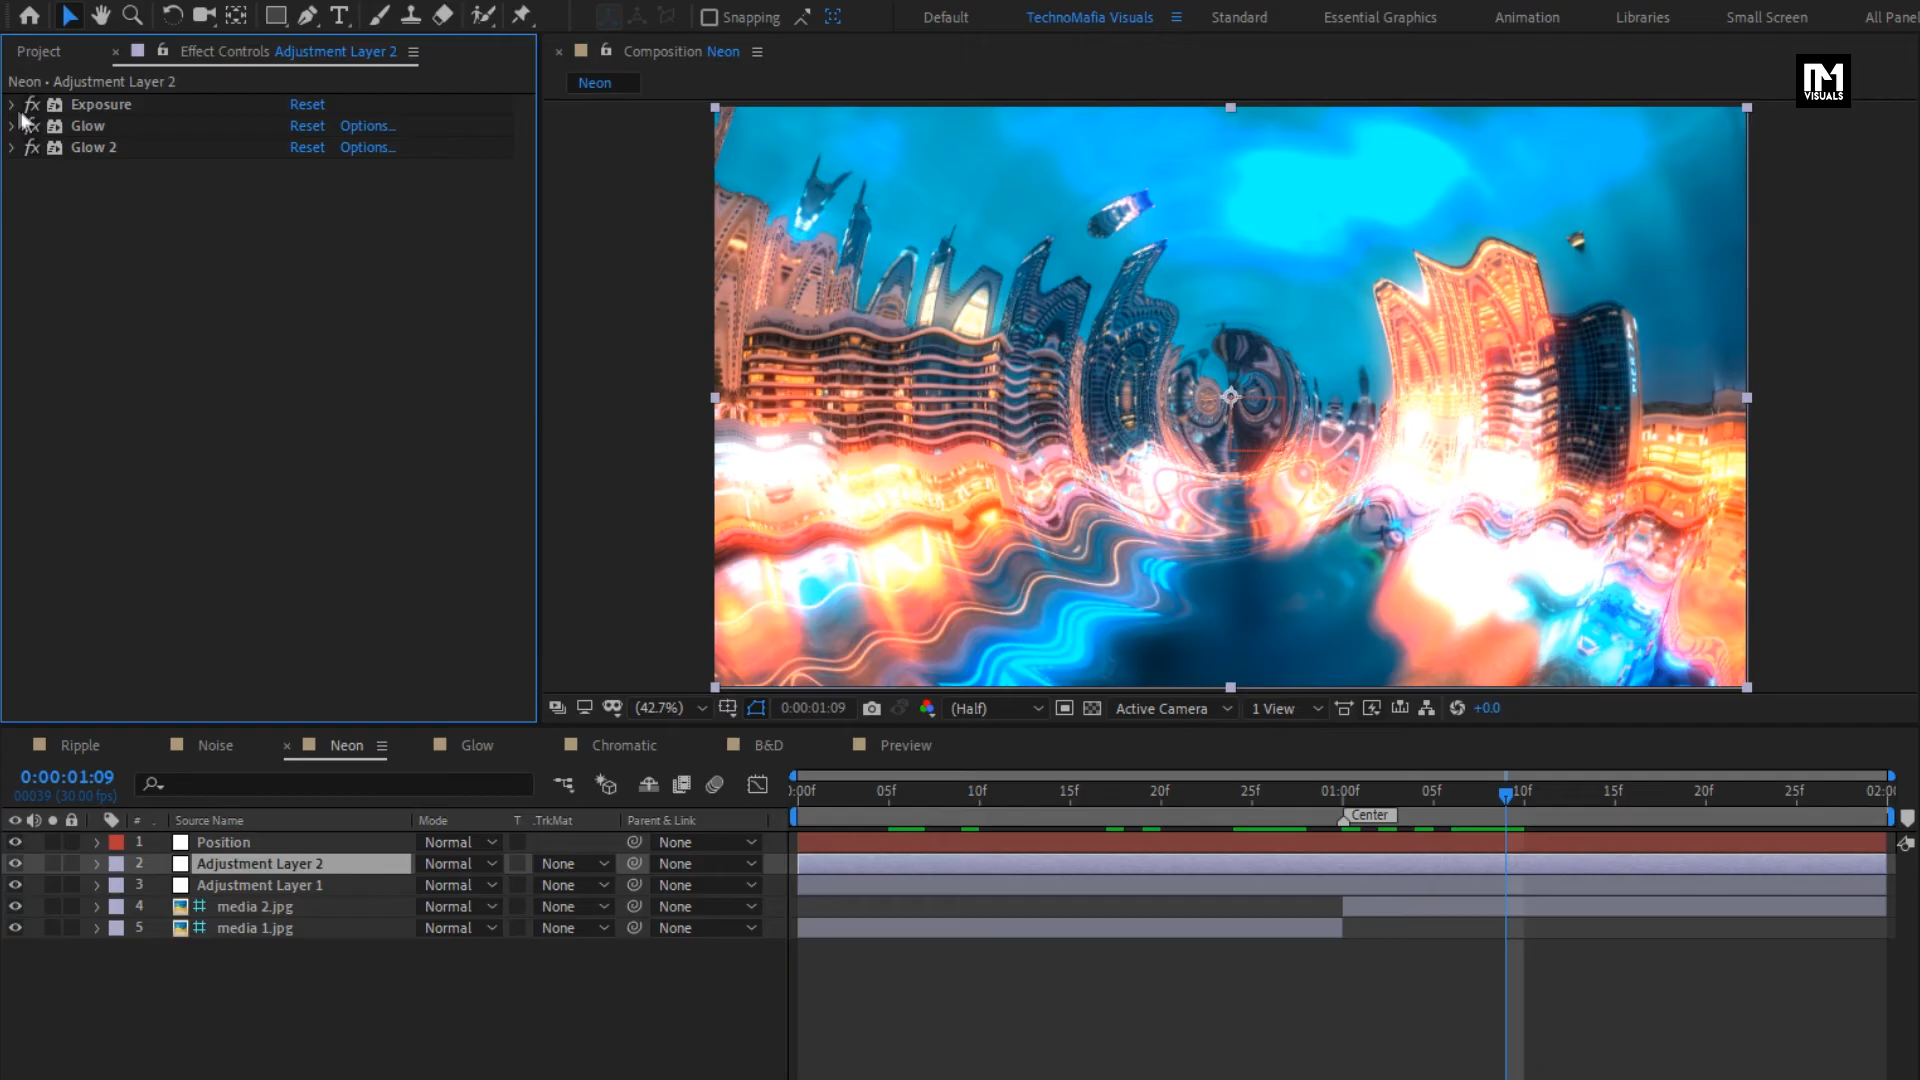 Snapping
Default
TechnoMafia Visuals
Standard
Essential Graphics
Animation
Libraries
Small Screen
All Panel
Project
Effect Controls Adjustment Layer 2
Composition Neon
Neon • Adjustment Layer 2
Neon
VISUALS
fx Exposure Reset
fx Glow Reset Options...
fx Glow 2 Reset Options...
(42.7%)
0:00:01:09
(Half)
Active Camera
1 View
+0.0
Ripple
Noise
Neon
Glow
Chromatic
B&D
Preview
0:00:01:09
00039 (30.00 fps)
:00f 05f 10f 15f 20f 25f 01:00f 05f 10f 15f 20f 25f 02:00
Center
# Source Name Mode T .TrkMat Parent & Link
1 Position Normal None
2 Adjustment Layer 2 Normal None None
3 Adjustment Layer 1 Normal None None
4 media 2.jpg Normal None None
5 media 1.jpg Normal None None